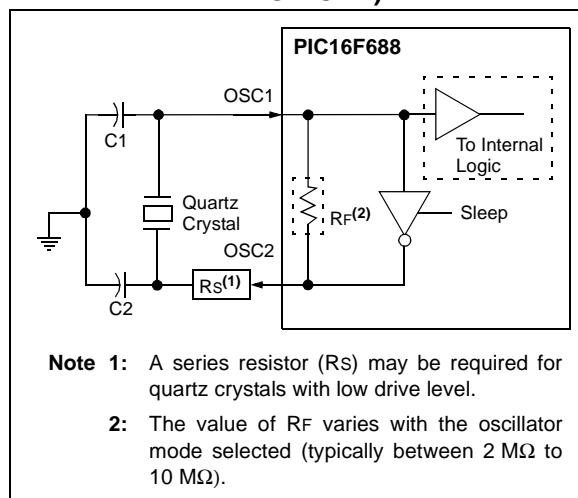 PIC16F688
OSC1
C1
To Internal
Logic
Quartz
Crystal
RF(2)
Sleep
OSC2
RS(1)
C2
Note 1: A series resistor (RS) may be required for
quartz crystals with low drive level.
2: The value of RF varies with the oscillator
mode selected (typically between 2 MΩ to
10 MΩ).